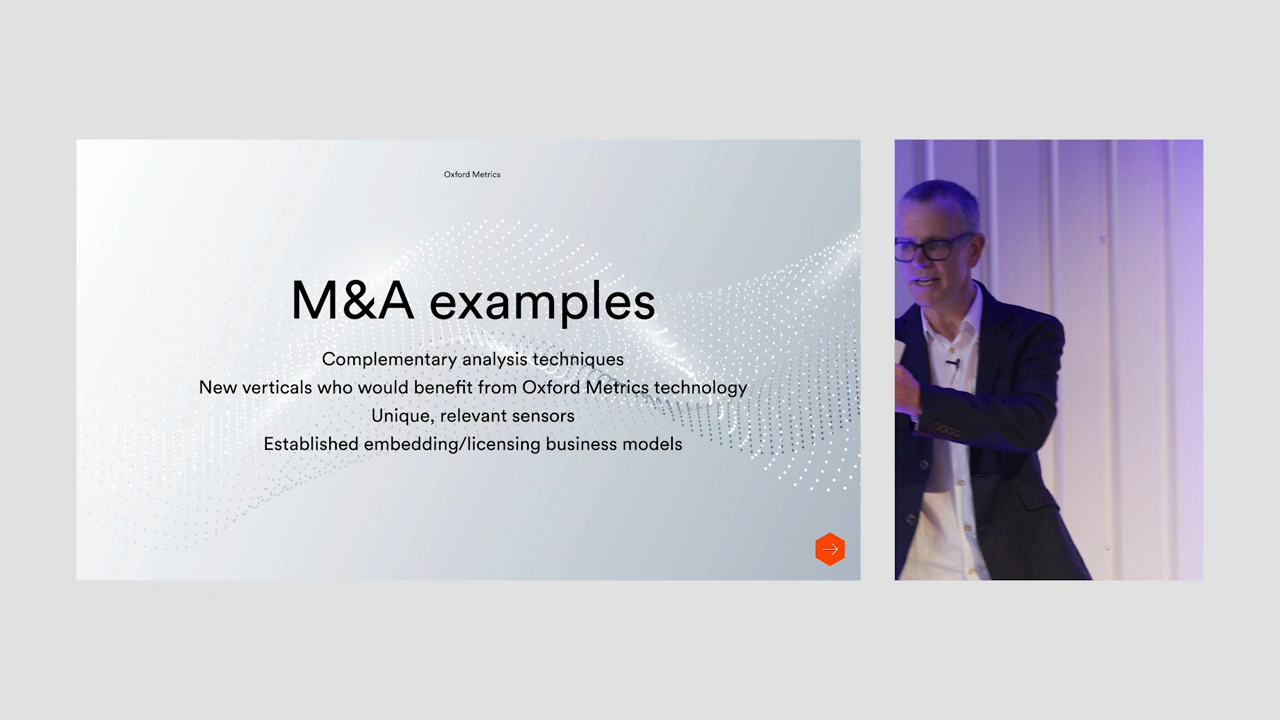 Oxford Metrics
M&A examples
Complementary analysis techniques
New verticals who would benefit from Oxford Metrics technology
Unique, relevant sensors
Established embedding/licensing business models